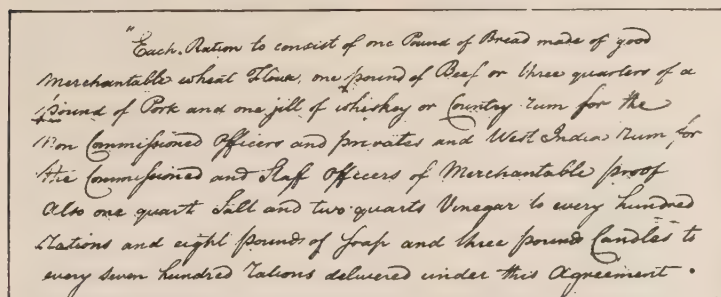 "Each Ration to consist of one Pound of Bread made of good
Merchantable wheat Flour, one pound of Beef or three quarters of a
Pound of Pork and one jill of whiskey or Country rum for the
Non Commissioned Officers and privates and West India rum for
the Commissioned and Staff Officers of Merchantable proof
Also one quart Salt and two quarts Vinegar to every hundred
Rations and eight pounds of Soap and three pounds Candles to
every seven hundred rations delivered under this Agreement.